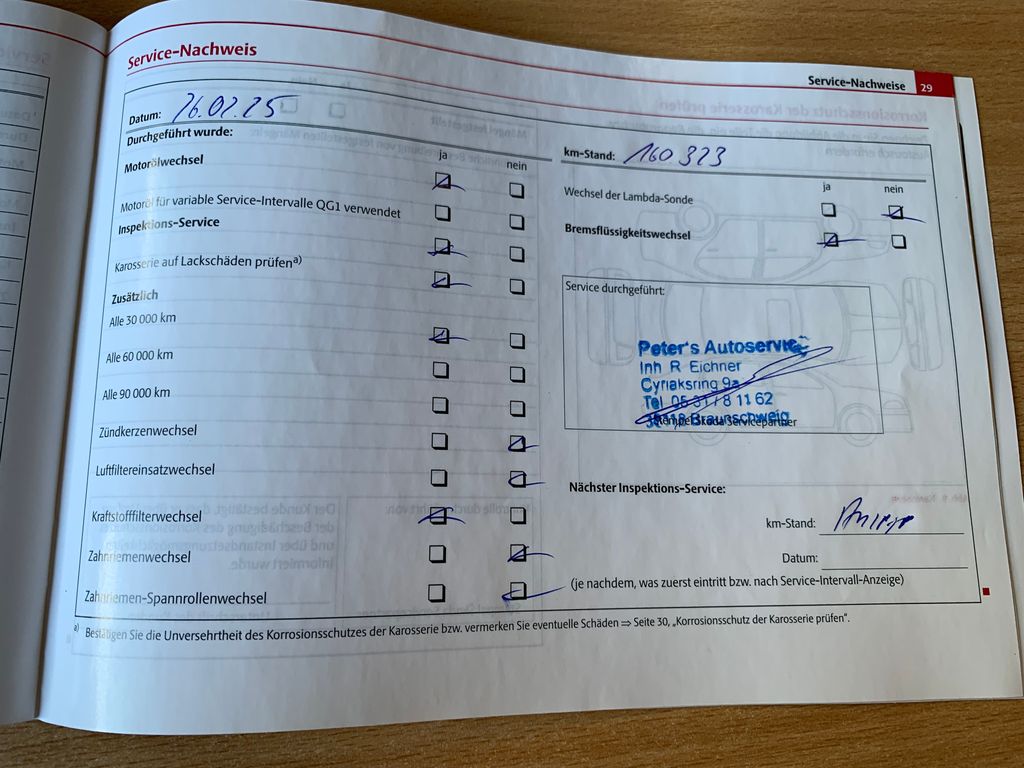 Service-Nachweis
Service-Nachweise 29
Datum: 26.02.25
Durchgeführt wurde:
ja nein
Motorölwechsel
Motoröl für variable Service-Intervalle QG1 verwendet
Inspektions-Service
Karosserie auf Lackschäden prüfen a)
Zusätzlich
Alle 30 000 km
Alle 60 000 km
Alle 90 000 km
Zündkerzenwechsel
Luftfiltereinsatzwechsel
Kraftstofffilterwechsel
Zahnriemenwechsel
Zahnriemen-Spannrollenwechsel
km-Stand: 160 323
ja nein
Wechsel der Lambda-Sonde
Bremsflüssigkeitswechsel
Service durchgeführt:
Peter's Autoservice
Inh R Eichner
Cyriaksring 9a
Tel 05 31 / 8 11 62
38118 Braunschweig
Servicepartner
Nächster Inspektions-Service:
km-Stand:
Datum:
(je nachdem, was zuerst eintritt bzw. nach Service-Intervall-Anzeige)
a) Bestätigen Sie die Unversehrtheit des Korrosionsschutzes der Karosserie bzw. vermerken Sie eventuelle Schäden ⇒ Seite 30, „Korrosionsschutz der Karosserie prüfen“.